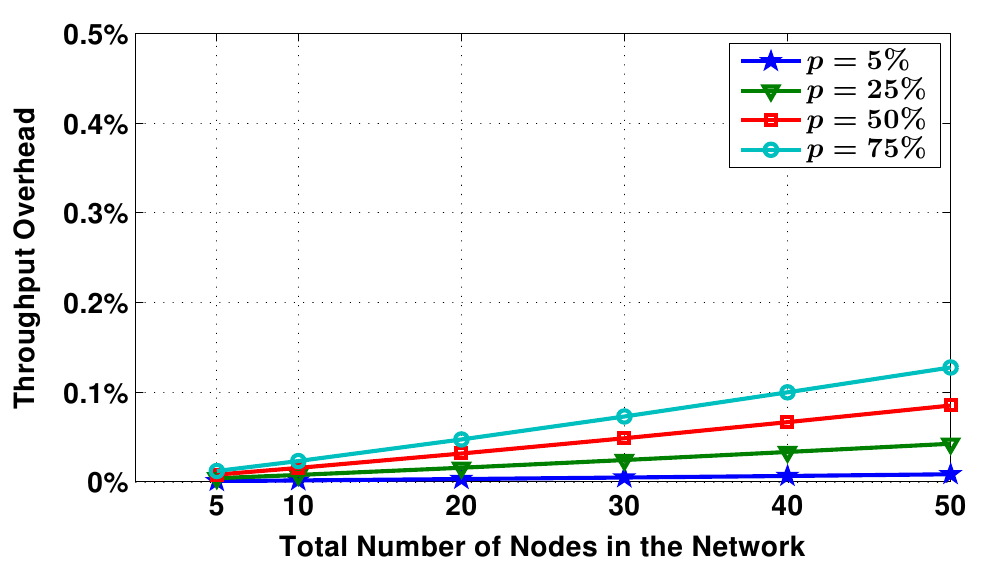 0.5%
0.4%
0.3%
0.2%
0.1%
0%
Throughput Overhead
p = 5%
p = 25%
p = 50%
p = 75%
5 10 20 30 40 50
Total Number of Nodes in the Network